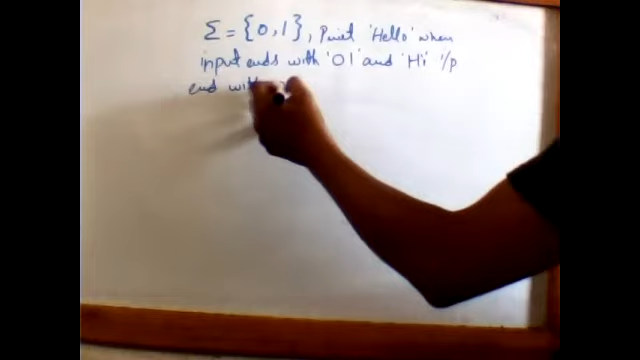 Σ = {0,1}, Print 'Hello' when
input ends with '01' and 'Hi' i/p
end with